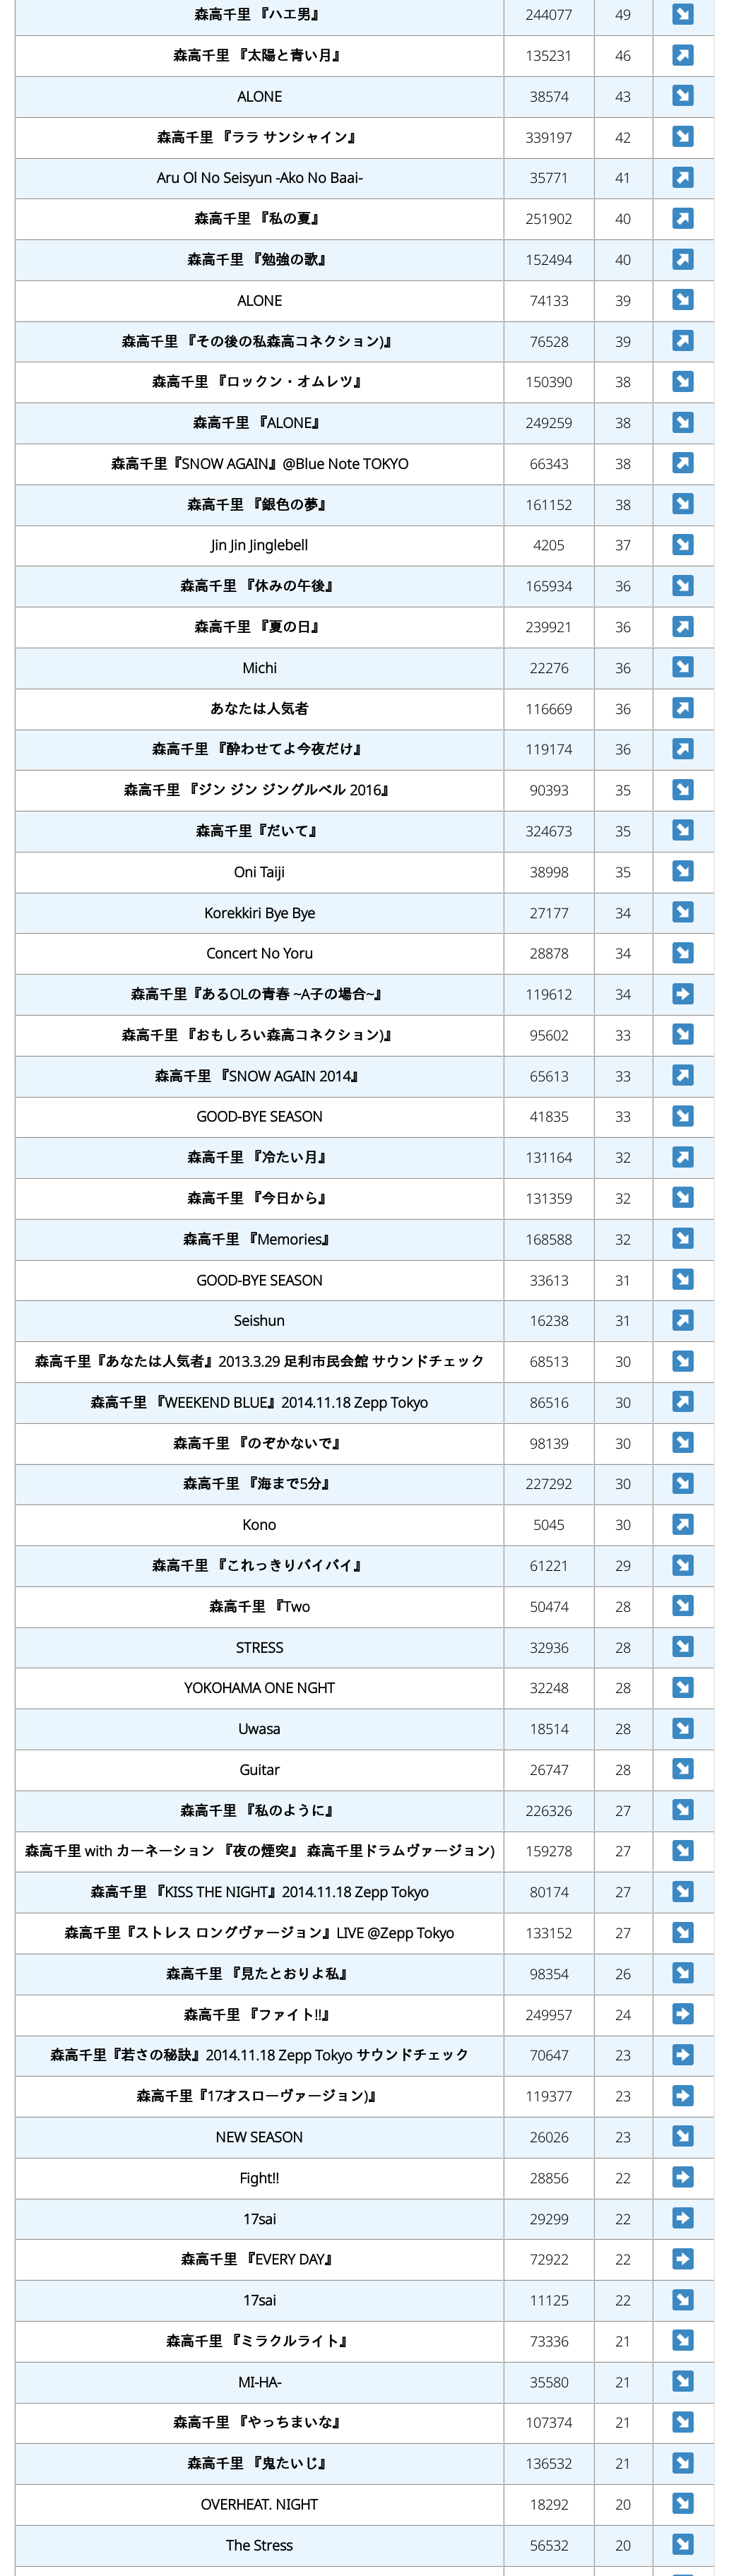 森高千里 『ハエ男』 244077 49
森高千里 『太陽と青い月』 135231 46
ALONE 38574 43
森高千里 『ララ サンシャイン』 339197 42
Aru Ol No Seisyun -Ako No Baai- 35771 41
森高千里 『私の夏』 251902 40
森高千里 『勉強の歌』 152494 40
ALONE 74133 39
森高千里 『その後の私森高コネクション)』 76528 39
森高千里 『ロックン・オムレツ』 150390 38
森高千里 『ALONE』 249259 38
森高千里『SNOW AGAIN』@Blue Note TOKYO 66343 38
森高千里 『銀色の夢』 161152 38
Jin Jin Jinglebell 4205 37
森高千里 『休みの午後』 165934 36
森高千里 『夏の日』 239921 36
Michi 22276 36
あなたは人気者 116669 36
森高千里 『酔わせてよ今夜だけ』 119174 36
森高千里 『ジン ジン ジングルベル 2016』 90393 35
森高千里『だいて』 324673 35
Oni Taiji 38998 35
Korekkiri Bye Bye 27177 34
Concert No Yoru 28878 34
森高千里『あるOLの青春 ~A子の場合~』 119612 34
森高千里 『おもしろい森高コネクション)』 95602 33
森高千里 『SNOW AGAIN 2014』 65613 33
GOOD-BYE SEASON 41835 33
森高千里 『冷たい月』 131164 32
森高千里 『今日から』 131359 32
森高千里 『Memories』 168588 32
GOOD-BYE SEASON 33613 31
Seishun 16238 31
森高千里『あなたは人気者』2013.3.29 足利市民会館 サウンドチェック 68513 30
森高千里 『WEEKEND BLUE』2014.11.18 Zepp Tokyo 86516 30
森高千里 『のぞかないで』 98139 30
森高千里 『海まで5分』 227292 30
Kono 5045 30
森高千里 『これっきりバイバイ』 61221 29
森高千里 『Two 50474 28
STRESS 32936 28
YOKOHAMA ONE NGHT 32248 28
Uwasa 18514 28
Guitar 26747 28
森高千里 『私のように』 226326 27
森高千里 with カーネーション 『夜の煙突』 森高千里ドラムヴァージョン) 159278 27
森高千里 『KISS THE NIGHT』2014.11.18 Zepp Tokyo 80174 27
森高千里『ストレス ロングヴァージョン』LIVE @Zepp Tokyo 133152 27
森高千里 『見たとおりよ私』 98354 26
森高千里 『ファイト!!』 249957 24
森高千里『若さの秘訣』2014.11.18 Zepp Tokyo サウンドチェック 70647 23
森高千里『17才スローヴァージョン)』 119377 23
NEW SEASON 26026 23
Fight!! 28856 22
17sai 29299 22
森高千里 『EVERY DAY』 72922 22
17sai 11125 22
森高千里 『ミラクルライト』 73336 21
MI-HA- 35580 21
森高千里 『やっちまいな』 107374 21
森高千里 『鬼たいじ』 136532 21
OVERHEAT. NIGHT 18292 20
The Stress 56532 20